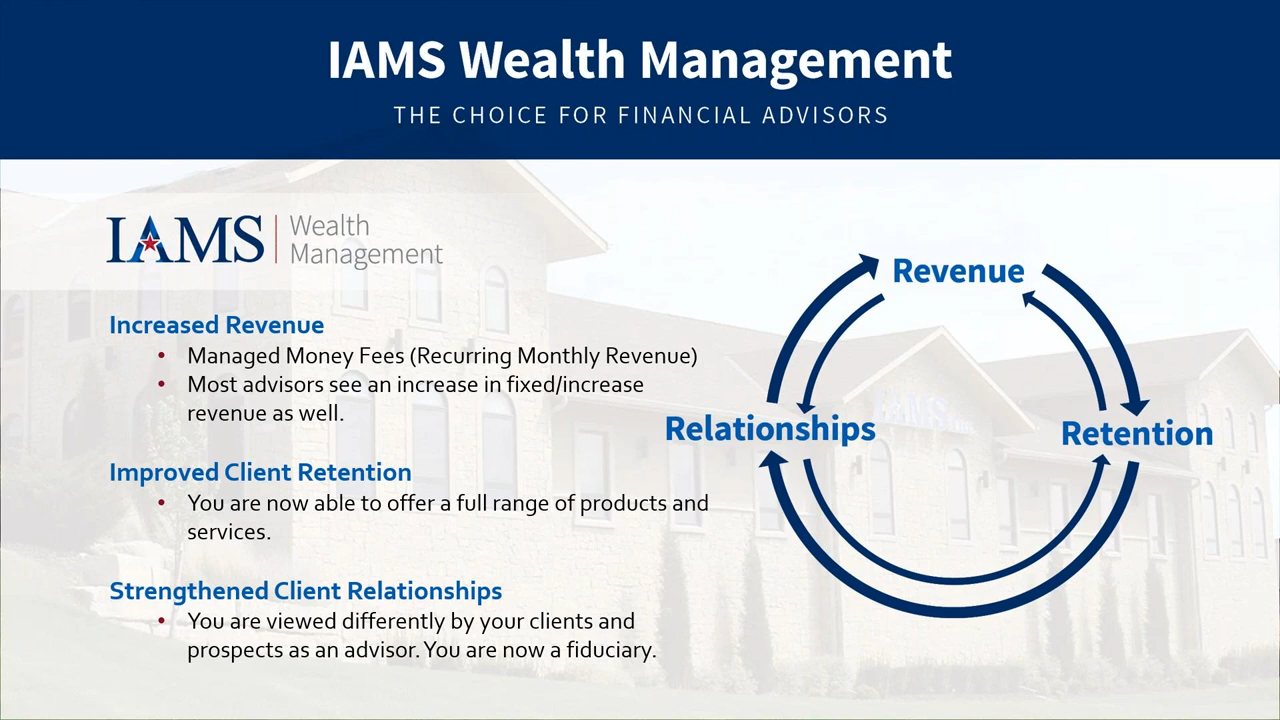 IAMS Wealth Management
THE CHOICE FOR FINANCIAL ADVISORS
IAMS Wealth
Management
Increased Revenue
• Managed Money Fees (Recurring Monthly Revenue)
• Most advisors see an increase in fixed/increase
revenue as well.
Improved Client Retention
• You are now able to offer a full range of products and
services.
Strengthened Client Relationships
• You are viewed differently by your clients and
prospects as an advisor. You are now a fiduciary.
Revenue
Relationships
Retention
IAMS